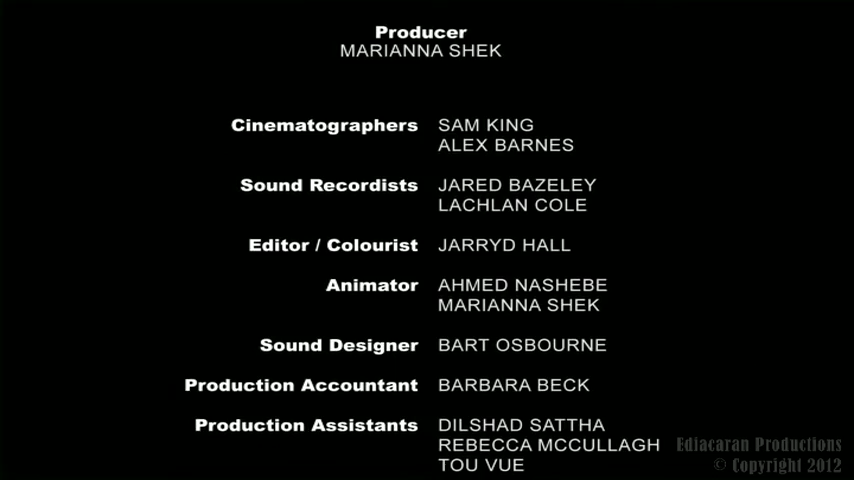 Producer
MARIANNA SHEK
Cinematographers SAM KING
ALEX BARNES
Sound Recordists JARED BAZELEY
LACHLAN COLE
Editor / Colourist JARRYD HALL
Animator AHMED NASHEBE
MARIANNA SHEK
Sound Designer BART OSBOURNE
Production Accountant BARBARA BECK
Production Assistants DILSHAD SATTHA
REBECCA MCCULLAGH
TOU VUE
Ediacaran Productions
© Copyright 2012